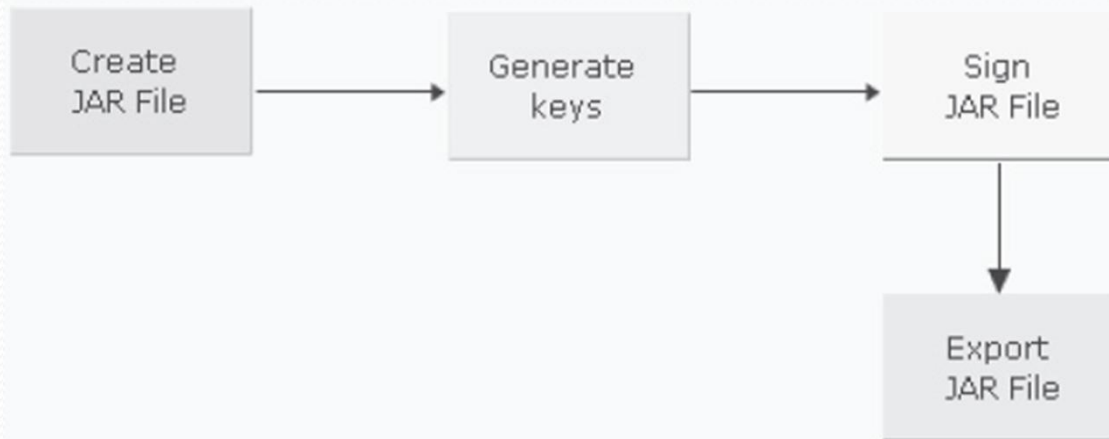 Create
JAR File
Generate
keys
Sign
JAR File
Export
JAR File